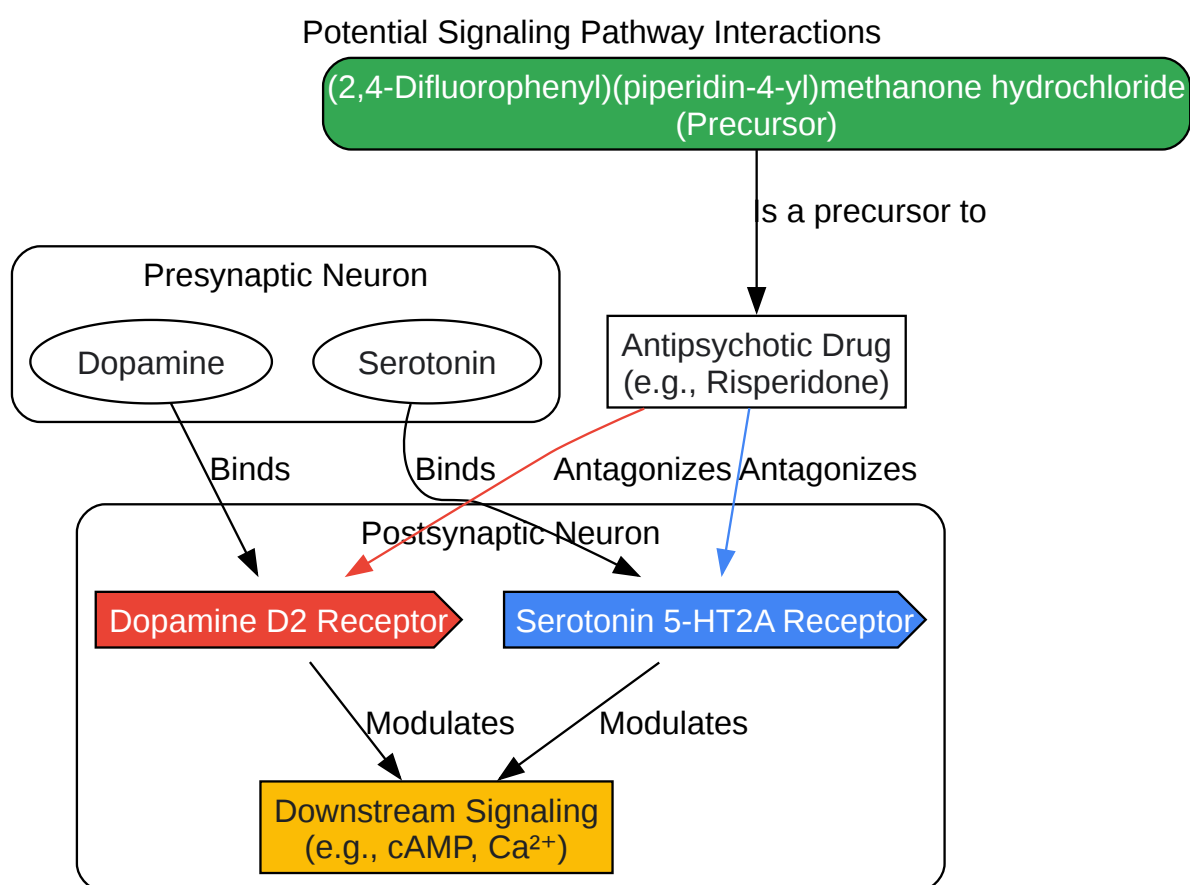 Potential Signaling Pathway Interactions
(2,4-Difluorophenyl)(piperidin-4-yl)methanone hydrochloride
(Precursor)
Is a precursor to
Presynaptic Neuron
Dopamine
Serotonin
Antipsychotic Drug
(e.g., Risperidone)
Binds
Binds
Antagonizes
Antagonizes
Postsynaptic Neuron
Dopamine D2 Receptor
Serotonin 5-HT2A Receptor
Modulates
Modulates
Downstream Signaling
(e.g., cAMP, Ca²⁺)